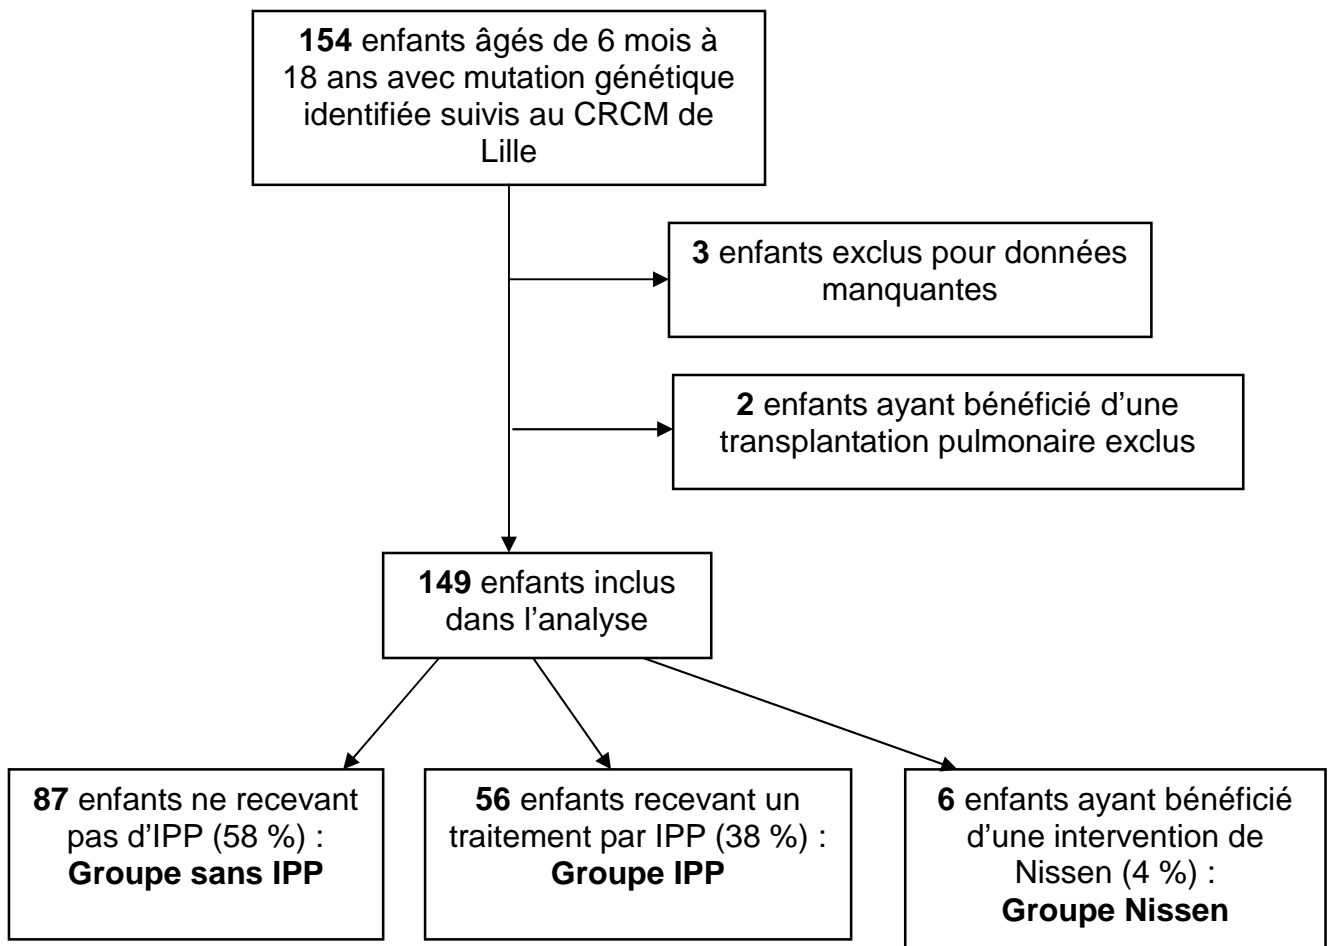 154 enfants âgés de 6 mois à
18 ans avec mutation génétique
identifiée suivis au CRCM de
Lille
3 enfants exclus pour données
manquantes
2 enfants ayant bénéficié d’une
transplantation pulmonaire exclus
149 enfants inclus
dans l’analyse
87 enfants ne recevant
pas d’IPP (58 %) :
Groupe sans IPP
56 enfants recevant un
traitement par IPP (38 %) :
Groupe IPP
6 enfants ayant bénéficié
d’une intervention de
Nissen (4 %) :
Groupe Nissen